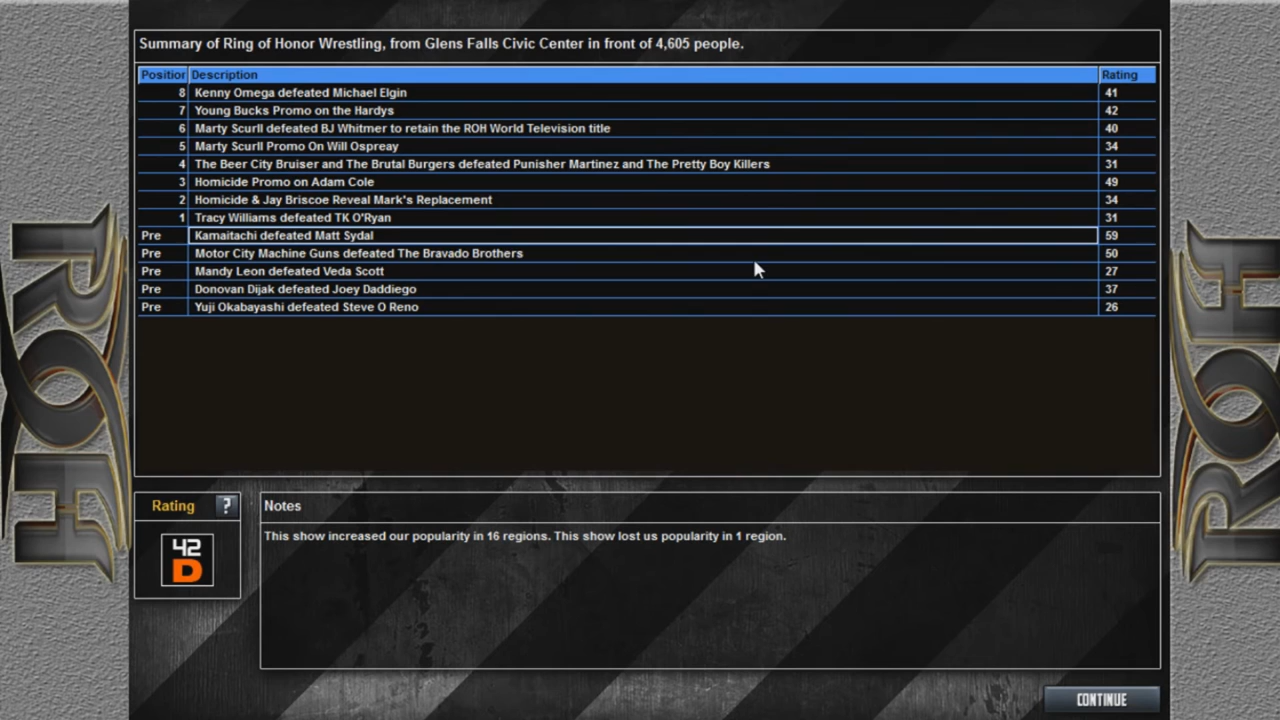 Summary of Ring of Honor Wrestling, from Glens Falls Civic Center in front of 4,605 people.
Position Description Rating
8 Kenny Omega defeated Michael Elgin 41
7 Young Bucks Promo on the Hardys 42
6 Marty Scurll defeated BJ Whitmer to retain the ROH World Television title 40
5 Marty Scurll Promo On Will Ospreay 34
4 The Beer City Bruiser and The Brutal Burgers defeated Punisher Martinez and The Pretty Boy Killers 31
3 Homicide Promo on Adam Cole 49
2 Homicide & Jay Briscoe Reveal Mark's Replacement 34
1 Tracy Williams defeated TK O'Ryan 31
Pre Kamaitachi defeated Matt Sydal 59
Pre Motor City Machine Guns defeated The Bravado Brothers 50
Pre Mandy Leon defeated Veda Scott 27
Pre Donovan Dijak defeated Joey Daddiego 37
Pre Yuji Okabayashi defeated Steve O Reno 26
ROH
ROH
Rating ?
42
D
Notes
This show increased our popularity in 16 regions. This show lost us popularity in 1 region.
CONTINUE